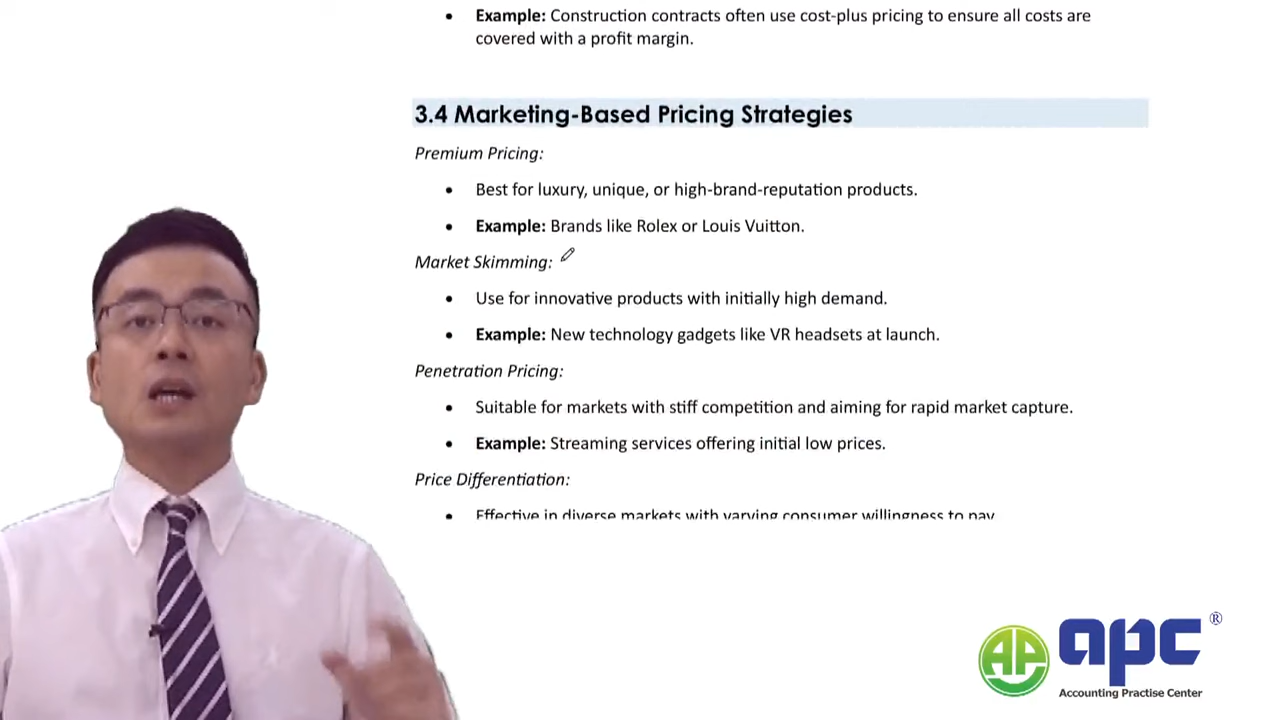 • Example: Construction contracts often use cost-plus pricing to ensure all costs are
covered with a profit margin.
3.4 Marketing-Based Pricing Strategies
Premium Pricing:
• Best for luxury, unique, or high-brand-reputation products.
• Example: Brands like Rolex or Louis Vuitton.
Market Skimming:
• Use for innovative products with initially high demand.
• Example: New technology gadgets like VR headsets at launch.
Penetration Pricing:
• Suitable for markets with stiff competition and aiming for rapid market capture.
• Example: Streaming services offering initial low prices.
Price Differentiation:
• Effective in diverse markets with varying consumer willingness to pay
apc ®
Accounting Practise Center